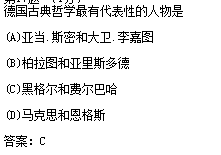 德国古典哲学最有代表性的人物是
(A)亚当.斯密和大卫.李嘉图
(B)柏拉图和亚里斯多德
(C)黑格尔和费尔巴哈
(D)马克思和恩格斯
答案：C